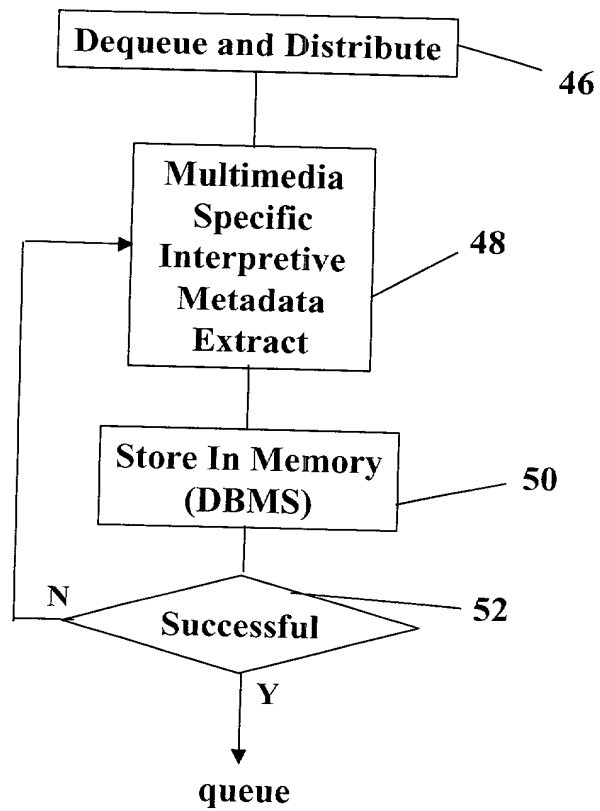 Dequeue and Distribute
46
Multimedia
Specific
Interpretive
Metadata
Extract
48
Store In Memory
(DBMS)
50
N
Successful
52
Y
queue